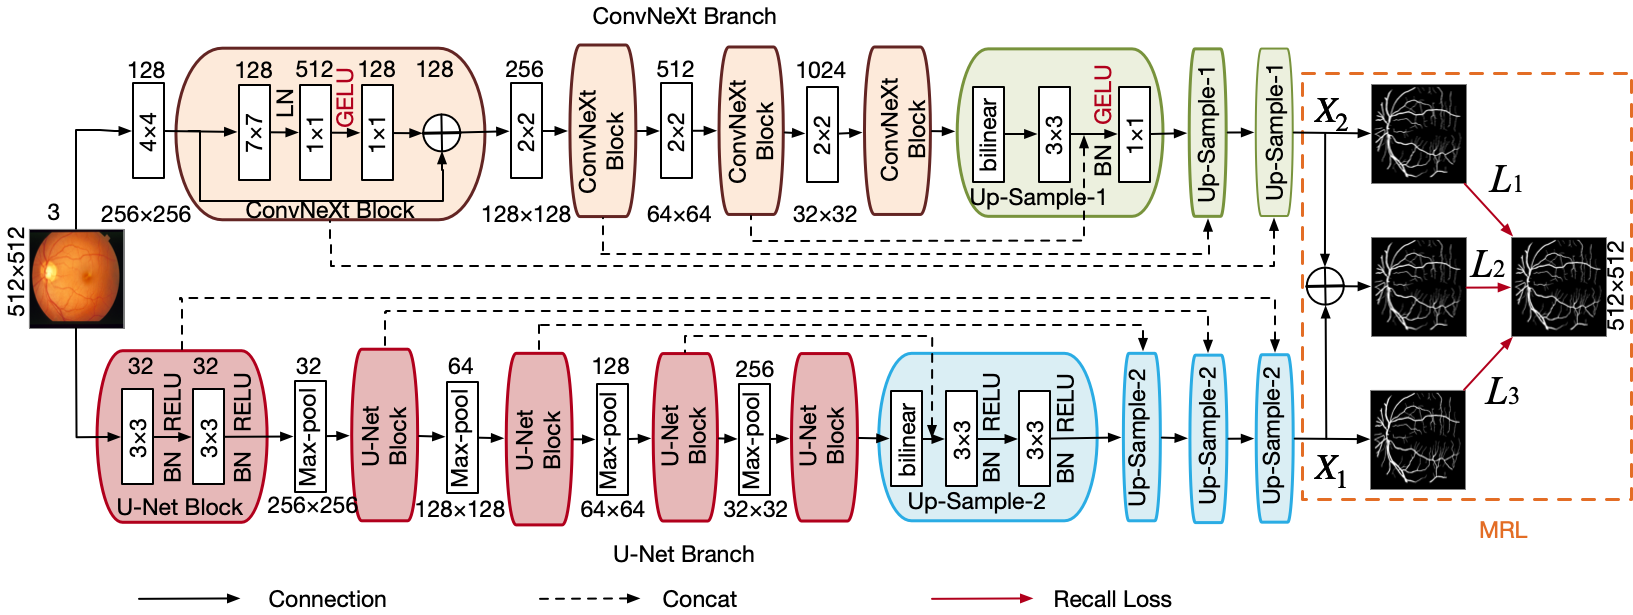 ConvNeXt Branch
128
4×4
256×256
128
7×7
LN
512
1×1
GELU
128
1×1
128
ConvNeXt Block
256
2×2
128×128
ConvNeXt
Block
512
2×2
64×64
ConvNeXt
Block
1024
2×2
32×32
ConvNeXt
Block
bilinear
3×3
BN
GELU
1×1
Up-Sample-1
Up-Sample-1
Up-Sample-1
3
512×512
X2
L1
L2
L3
X1
512×512
MRL
32
3×3
BN
RELU
32
3×3
BN
RELU
U-Net Block
32
Max-pool
256×256
U-Net
Block
64
Max-pool
128×128
U-Net
Block
128
Max-pool
64×64
U-Net
Block
256
Max-pool
32×32
U-Net
Block
bilinear
3×3
BN
RELU
3×3
BN
RELU
Up-Sample-2
Up-Sample-2
Up-Sample-2
Up-Sample-2
U-Net Branch
Connection
Concat
Recall Loss